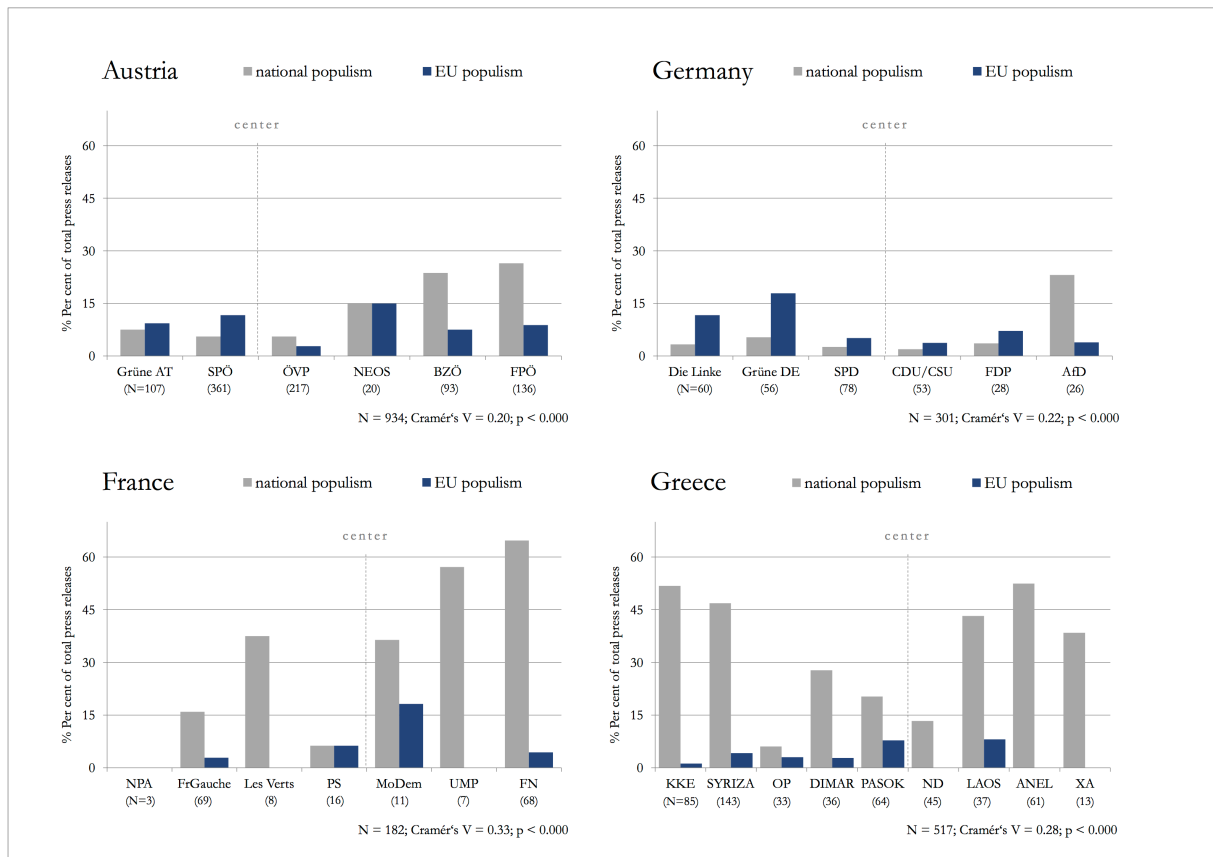 Austria
national populism
EU populism
% Per cent of total press releases
center
60
45
30
15
0
Grüne AT SPÖ ÖVP NEOS BZÖ FPÖ
(N=107) (361) (217) (20) (93) (136)
N = 934; Cramér‘s V = 0.20; p < 0.000
Germany
national populism
EU populism
% Per cent of total press releases
center
60
45
30
15
0
Die Linke Grüne DE SPD CDU/CSU FDP AfD
(N=60) (56) (78) (53) (28) (26)
N = 301; Cramér‘s V = 0.22; p < 0.000
France
national populism
EU populism
% Per cent of total press releases
center
60
45
30
15
0
NPA FrGauche Les Verts PS MoDem UMP FN
(N=3) (69) (8) (16) (11) (7) (68)
N = 182; Cramér‘s V = 0.33; p < 0.000
Greece
national populism
EU populism
% Per cent of total press releases
center
60
45
30
15
0
KKE SYRIZA OP DIMAR PASOK ND LAOS ANEL XA
(N=85) (143) (33) (36) (64) (45) (37) (61) (13)
N = 517; Cramér‘s V = 0.28; p < 0.000